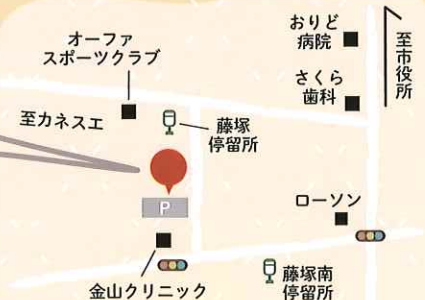 オーファ
スポーツクラブ
おりど
病院
至市役所
さくら
歯科
至カネスエ
藤塚
停留所
P
ローソン
金山クリニック
藤塚南
停留所